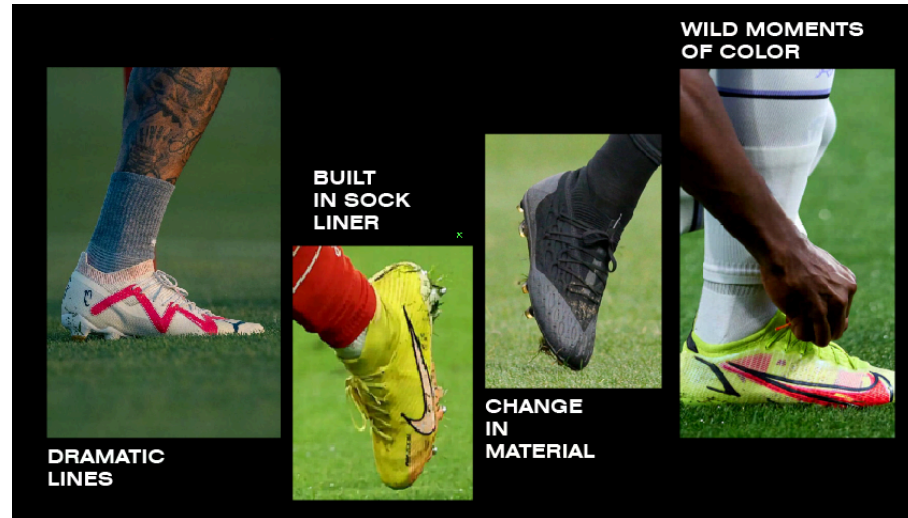 DRAMATIC
LINES
BUILT
IN SOCK
LINER
CHANGE
IN
MATERIAL
WILD MOMENTS
OF COLOR